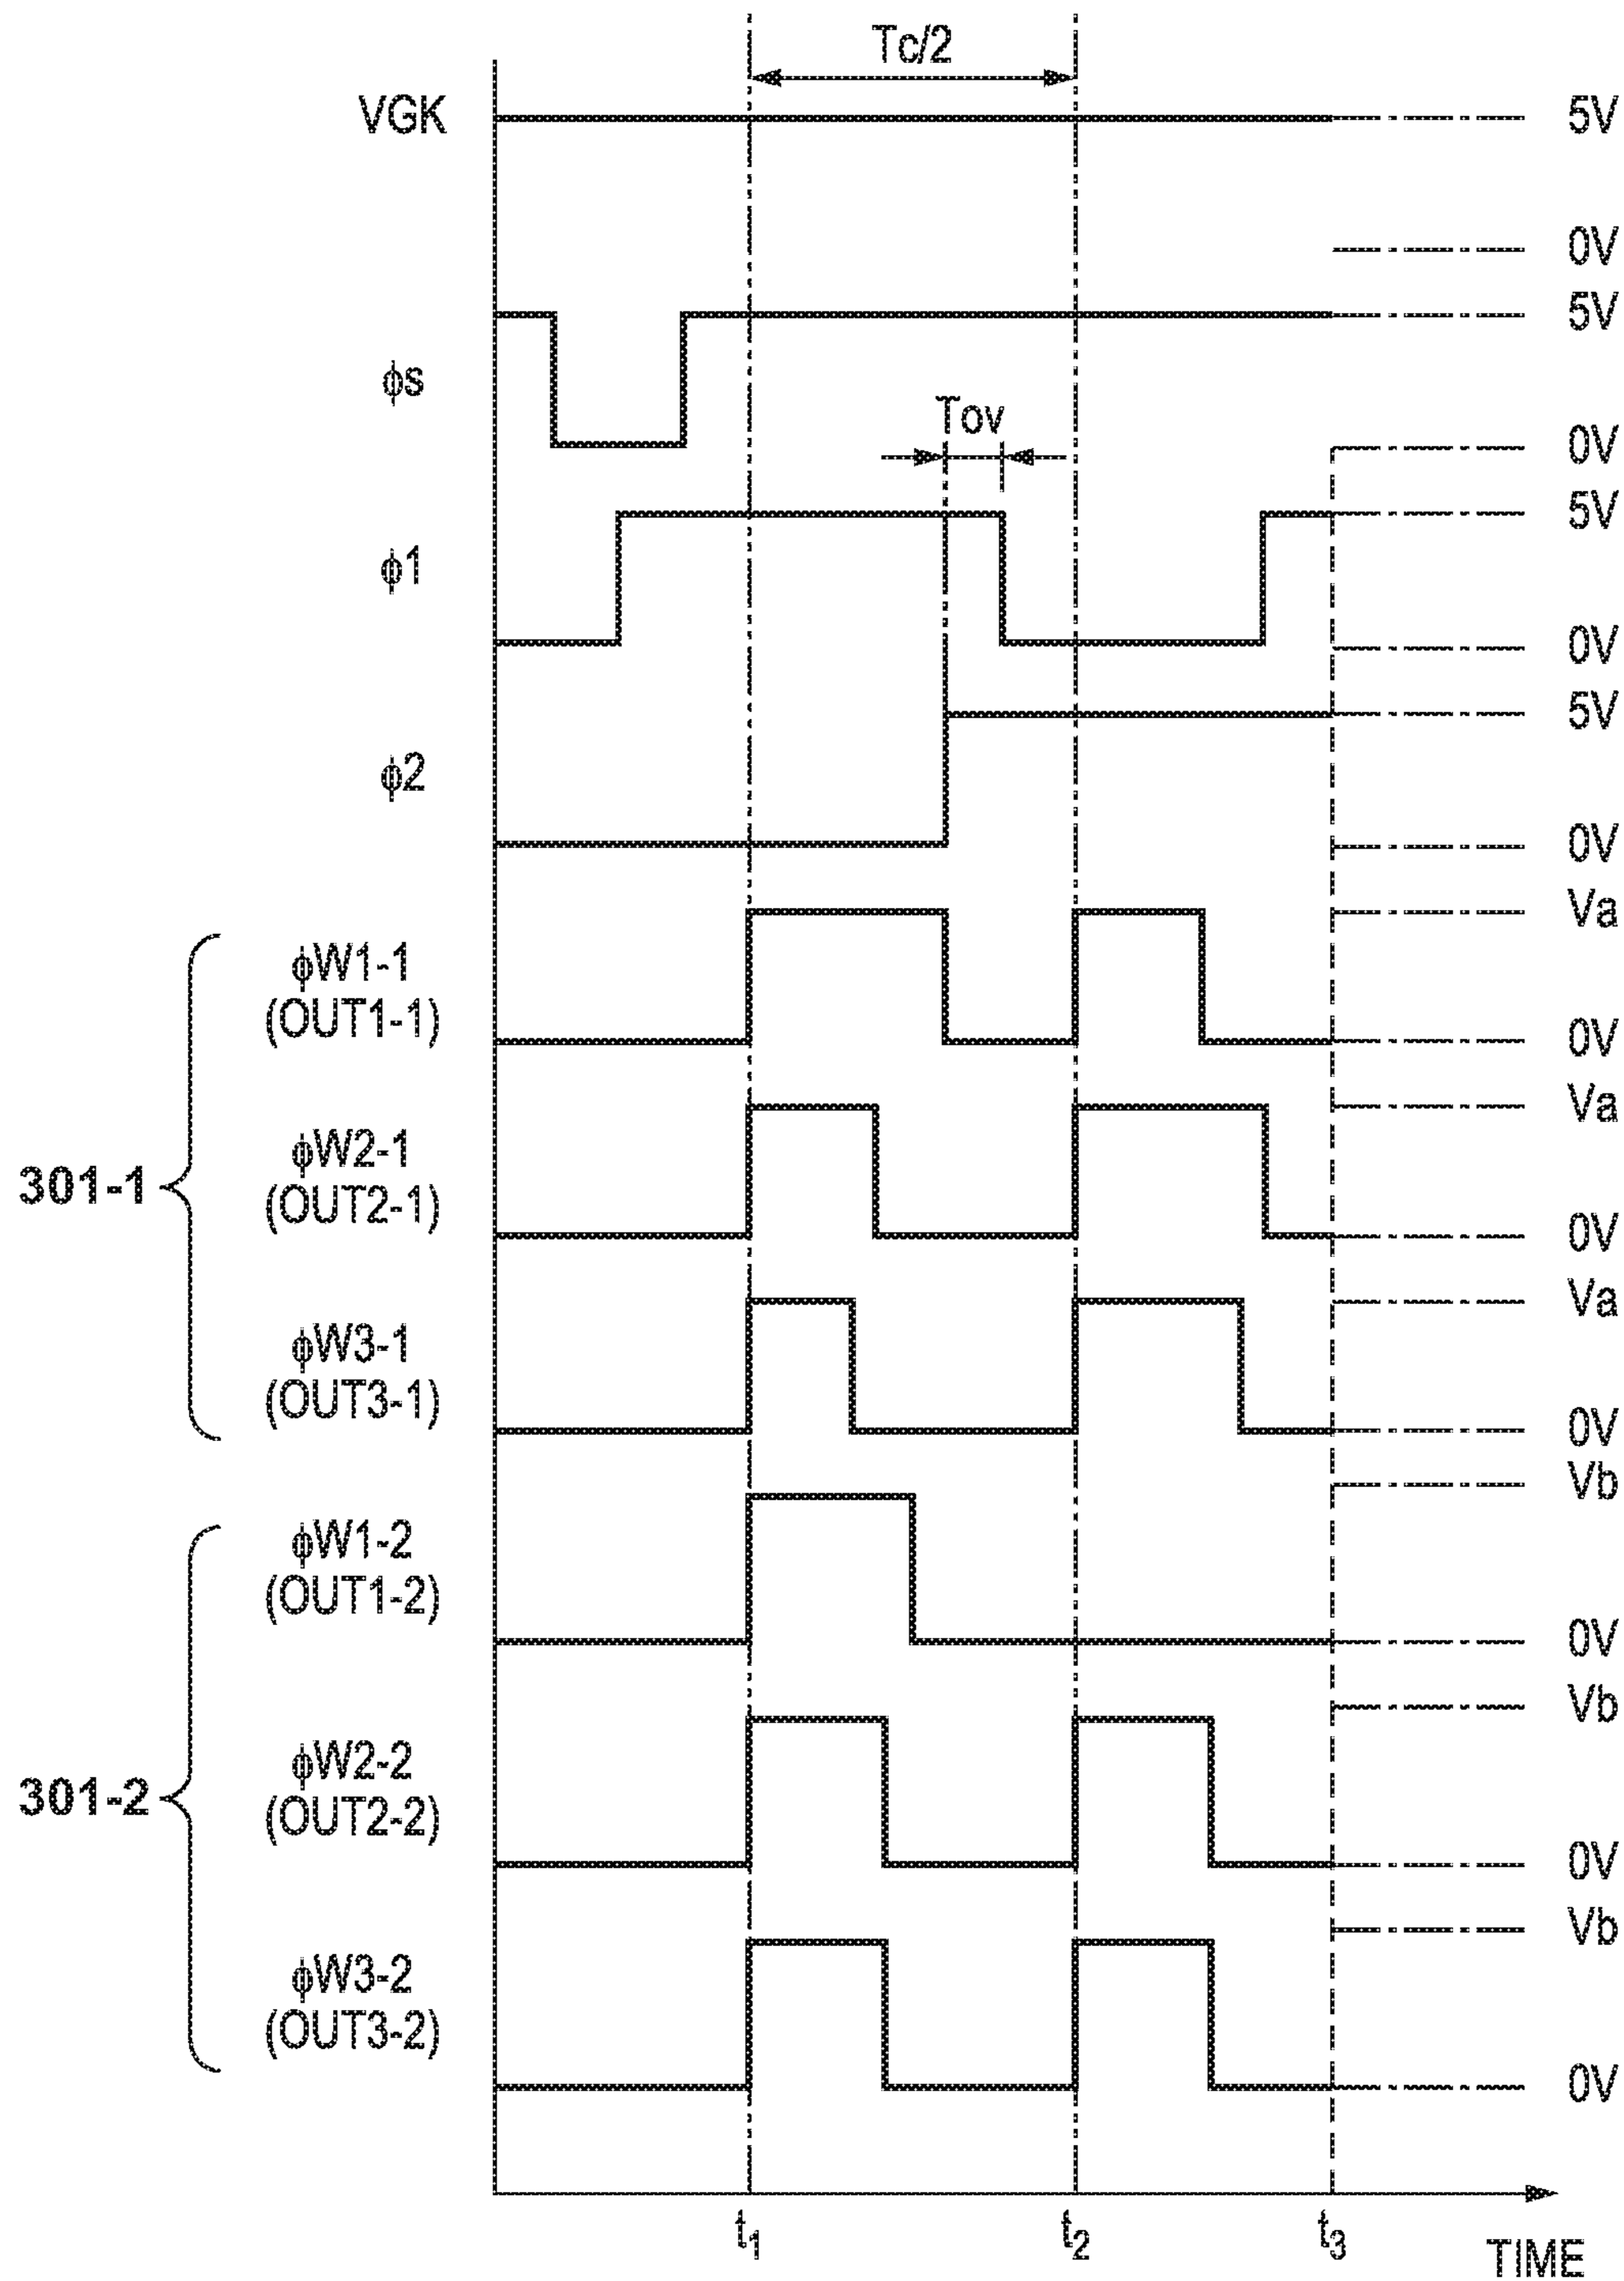 Tc/2
VGK
5V
0V
5V
ϕs
Tov
0V
5V
ϕ1
0V
5V
ϕ2
0V
Va
ϕW1-1
(OUT1-1)
0V
Va
ϕW2-1
(OUT2-1)
301-1
0V
Va
ϕW3-1
(OUT3-1)
0V
Vb
ϕW1-2
(OUT1-2)
0V
Vb
ϕW2-2
(OUT2-2)
301-2
0V
Vb
ϕW3-2
(OUT3-2)
0V
t1
t2
t3
TIME